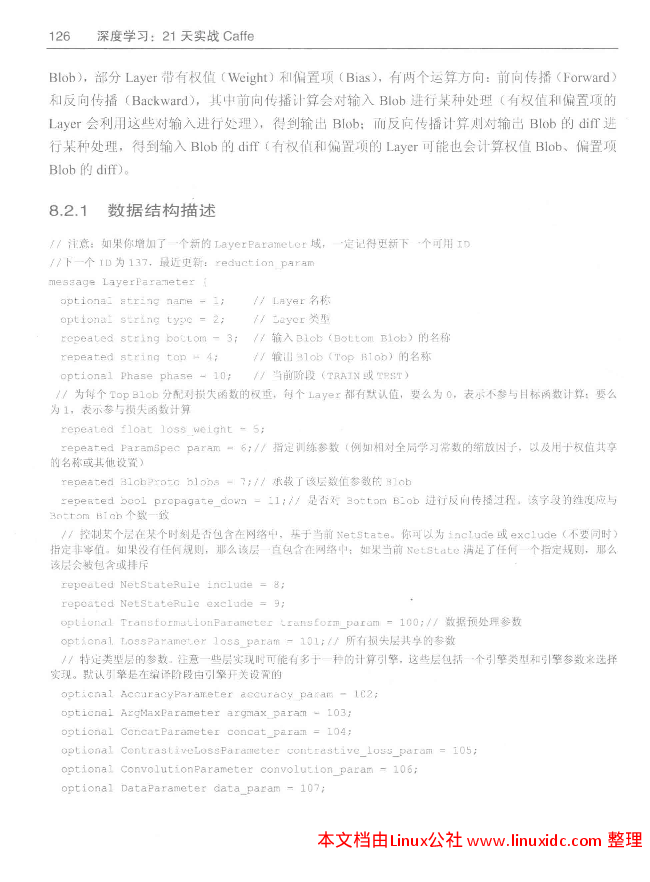 126 深度学习：21 天实战 Caffe
Blob），部分 Layer 带有权值（Weight）和偏置项（Bias），有两个运算方向：前向传播（Forward）
和反向传播（Backward），其中前向传播计算会对输入 Blob 进行某种处理（有权值和偏置项的
Layer 会利用这些对输入进行处理），得到输出 Blob；而反向传播计算则对输出 Blob 的 diff 进
行某种处理，得到输入 Blob 的 diff（有权值和偏置项的 Layer 可能也会计算权值 Blob、偏置项
Blob 的 diff）。
8.2.1 数据结构描述
// 注意：如果你增加了一个新的 LayerParameter 域，一定记得更新下一个可用 ID
//下一个 ID 为 137，最近更新：reduction_param
message LayerParameter {
optional string name = 1; // Layer 名称
optional string type = 2; // Layer 类型
repeated string bottom = 3; // 输入 Blob（Bottom Blob）的名称
repeated string top = 4; // 输出 Blob（Top Blob）的名称
optional Phase phase = 10; // 当前阶段（TRAIN 或 TEST）
// 为每个 Top Blob 分配对损失函数的权重，每个 Layer 都有默认值，要么为 0，表示不参与目标函数计算；要么
为 1，表示参与损失函数计算
repeated float loss_weight = 5;
repeated ParamSpec param = 6;// 指定训练参数（例如相对全局学习常数的缩放因子，以及用于权值共享
的名称或其他设置）
repeated BlobProto blobs = 7;// 承载了该层数值参数的 Blob
repeated bool propagate_down = 11;// 是否对 Bottom Blob 进行反向传播过程。该字段的维度应与
Bottom Blob 个数一致
// 控制某个层在某个时刻是否包含在网络中，基于当前 NetState。你可以为 include 或 exclude（不要同时）
指定非零值。如果没有任何规则，那么该层一直包含在网络中；如果当前 NetState 满足了任何一个指定规则，那么
该层会被包含或排斥
repeated NetStateRule include = 8;
repeated NetStateRule exclude = 9;
optional TransformationParameter transform_param = 100;// 数据预处理参数
optional LossParameter loss_param = 101;// 所有损失层共享的参数
// 特定类型层的参数。注意一些层实现时可能有多于一种的计算引擎，这些层包括一个引擎类型和引擎参数来选择
实现。默认引擎是在编译阶段由引擎开关设置的
optional AccuracyParameter accuracy_param = 102;
optional ArgMaxParameter argmax_param = 103;
optional ConcatParameter concat_param = 104;
optional ContrastiveLossParameter contrastive_loss_param = 105;
optional ConvolutionParameter convolution_param = 106;
optional DataParameter data_param = 107;
本文档由Linux公社 www.linuxidc.com 整理